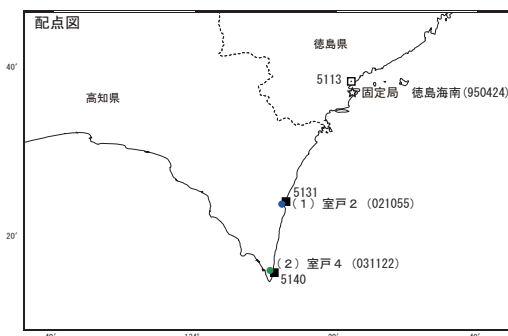 配点図
徳島県
40′
5113
固定局 徳島海南(950424)
高知県
5131
(1) 室戸2 (021055)
20′
(2) 室戸4 (031122)
5140